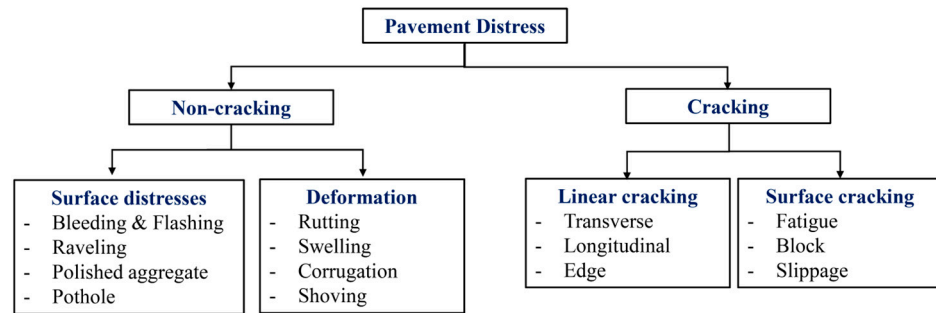 Pavement Distress
Non-cracking
Cracking
Surface distresses
- Bleeding & Flashing
- Raveling
- Polished aggregate
- Pothole
Deformation
- Rutting
- Swelling
- Corrugation
- Shoving
Linear cracking
- Transverse
- Longitudinal
- Edge
Surface cracking
- Fatigue
- Block
- Slippage